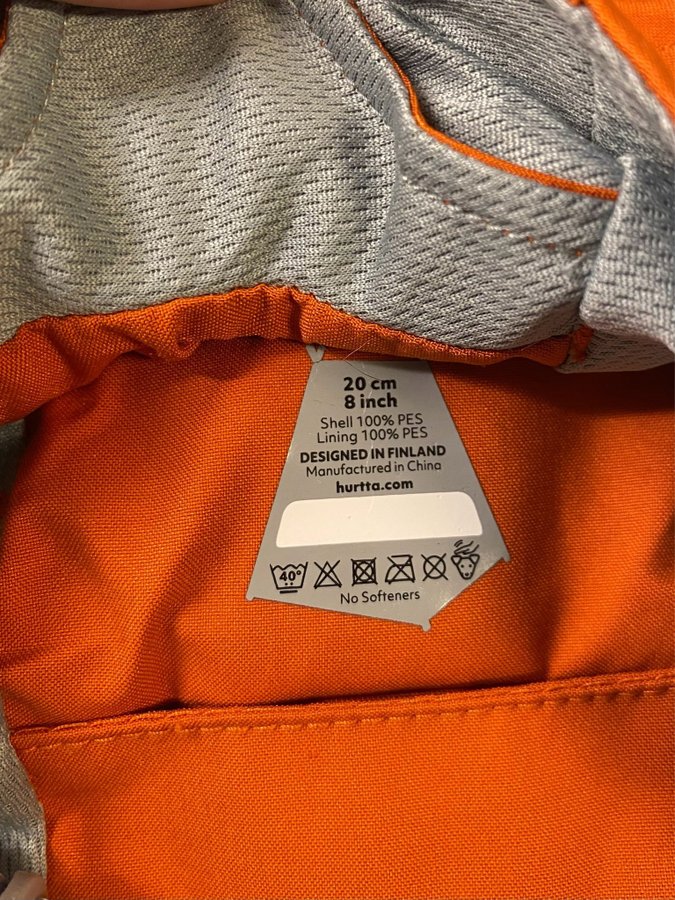 20 cm
8 inch
Shell 100% PES
Lining 100% PES
DESIGNED IN FINLAND
Manufactured in China
hurtta.com
40°
No Softeners